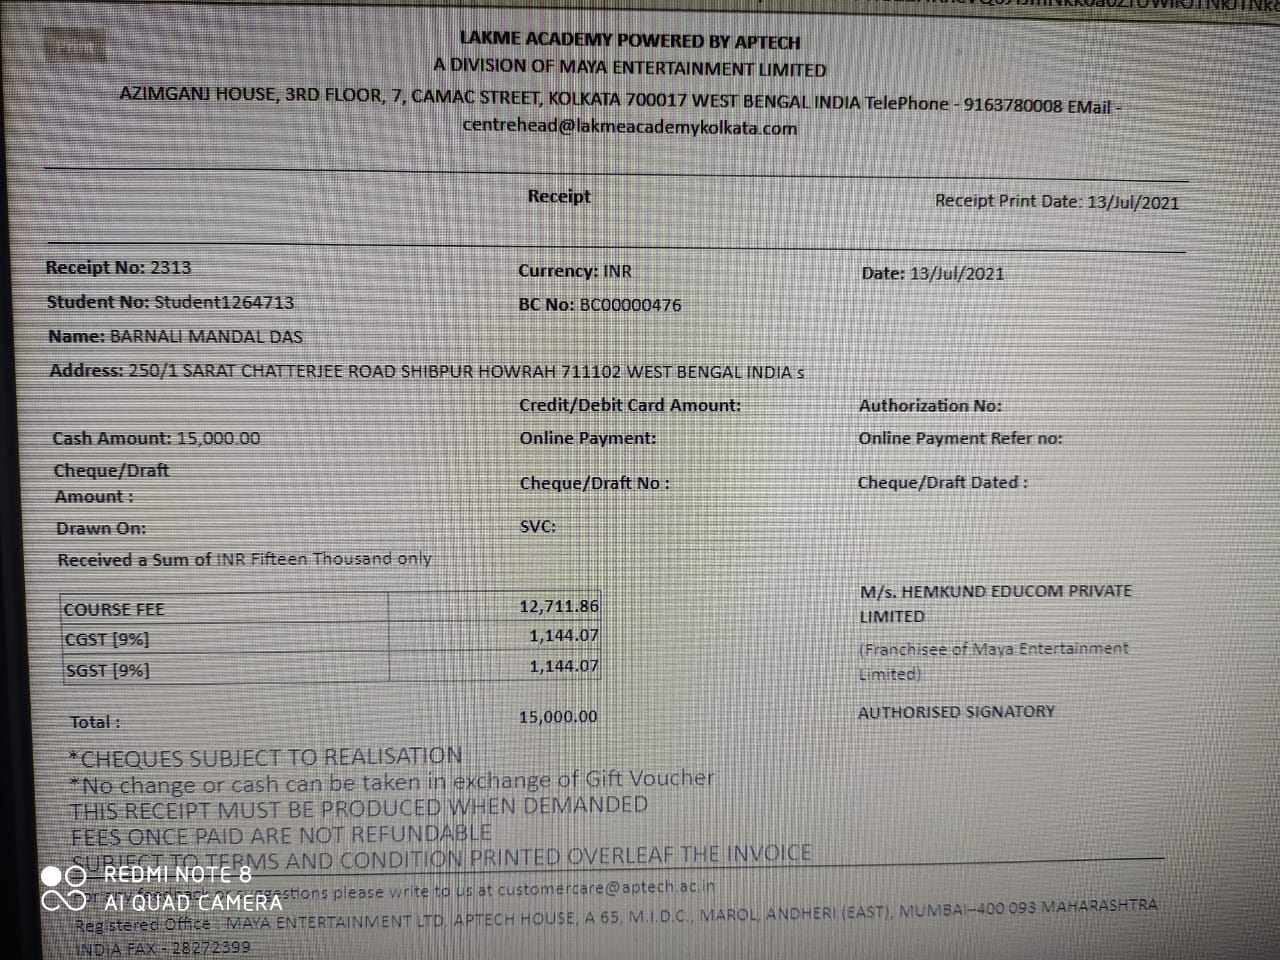 Print
LAKME ACADEMY POWERED BY APTECH
A DIVISION OF MAYA ENTERTAINMENT LIMITED
AZIMGANJ HOUSE, 3RD FLOOR, 7, CAMAC STREET, KOLKATA 700017 WEST BENGAL INDIA TelePhone - 9163780008 EMail -
centrehead@lakmeacademykolkata.com
Receipt
Receipt Print Date: 13/Jul/2021
Receipt No: 2313 Currency: INR Date: 13/Jul/2021
Student No: Student1264713 BC No: BC00000476
Name: BARNALI MANDAL DAS
Address: 250/1 SARAT CHATTERJEE ROAD SHIBPUR HOWRAH 711102 WEST BENGAL INDIA s
Credit/Debit Card Amount: Authorization No:
Cash Amount: 15,000.00 Online Payment: Online Payment Refer no:
Cheque/Draft
Amount : Cheque/Draft No : Cheque/Draft Dated :
Drawn On: SVC:
Received a Sum of INR Fifteen Thousand only
COURSE FEE 12,711.86
CGST [9%] 1,144.07
SGST [9%] 1,144.07
Total : 15,000.00
M/s. HEMKUND EDUCOM PRIVATE
LIMITED
(Franchisee of Maya Entertainment
Limited)
AUTHORISED SIGNATORY
*CHEQUES SUBJECT TO REALISATION
*No change or cash can be taken in exchange of Gift Voucher
THIS RECEIPT MUST BE PRODUCED WHEN DEMANDED
FEES ONCE PAID ARE NOT REFUNDABLE
SUBJECT TO TERMS AND CONDITION PRINTED OVERLEAF THE INVOICE
please write to us at customercare@aptech.ac.in
Registered Office : MAYA ENTERTAINMENT LTD. APTECH HOUSE, A 65, M.I.D.C., MAROL, ANDHERI (EAST), MUMBAI–400 093 MAHARASHTRA
INDIA FAX - 28272399
REDMI NOTE 8
AI QUAD CAMERA